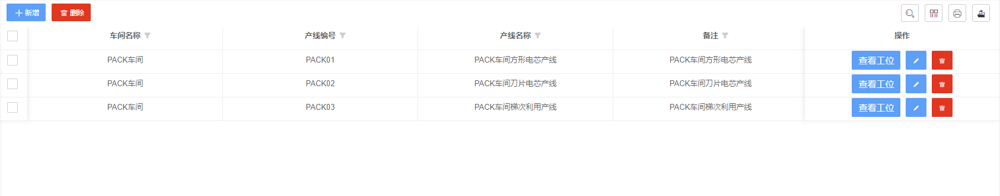 新增 删除
车间名称 产线编号 产线名称 备注 操作
PACK车间 PACK01 PACK车间方形电芯产线 PACK车间方形电芯产线 查看工位
PACK车间 PACK02 PACK车间刀片电芯产线 PACK车间刀片电芯产线 查看工位
PACK车间 PACK03 PACK车间梯次利用产线 PACK车间梯次利用产线 查看工位